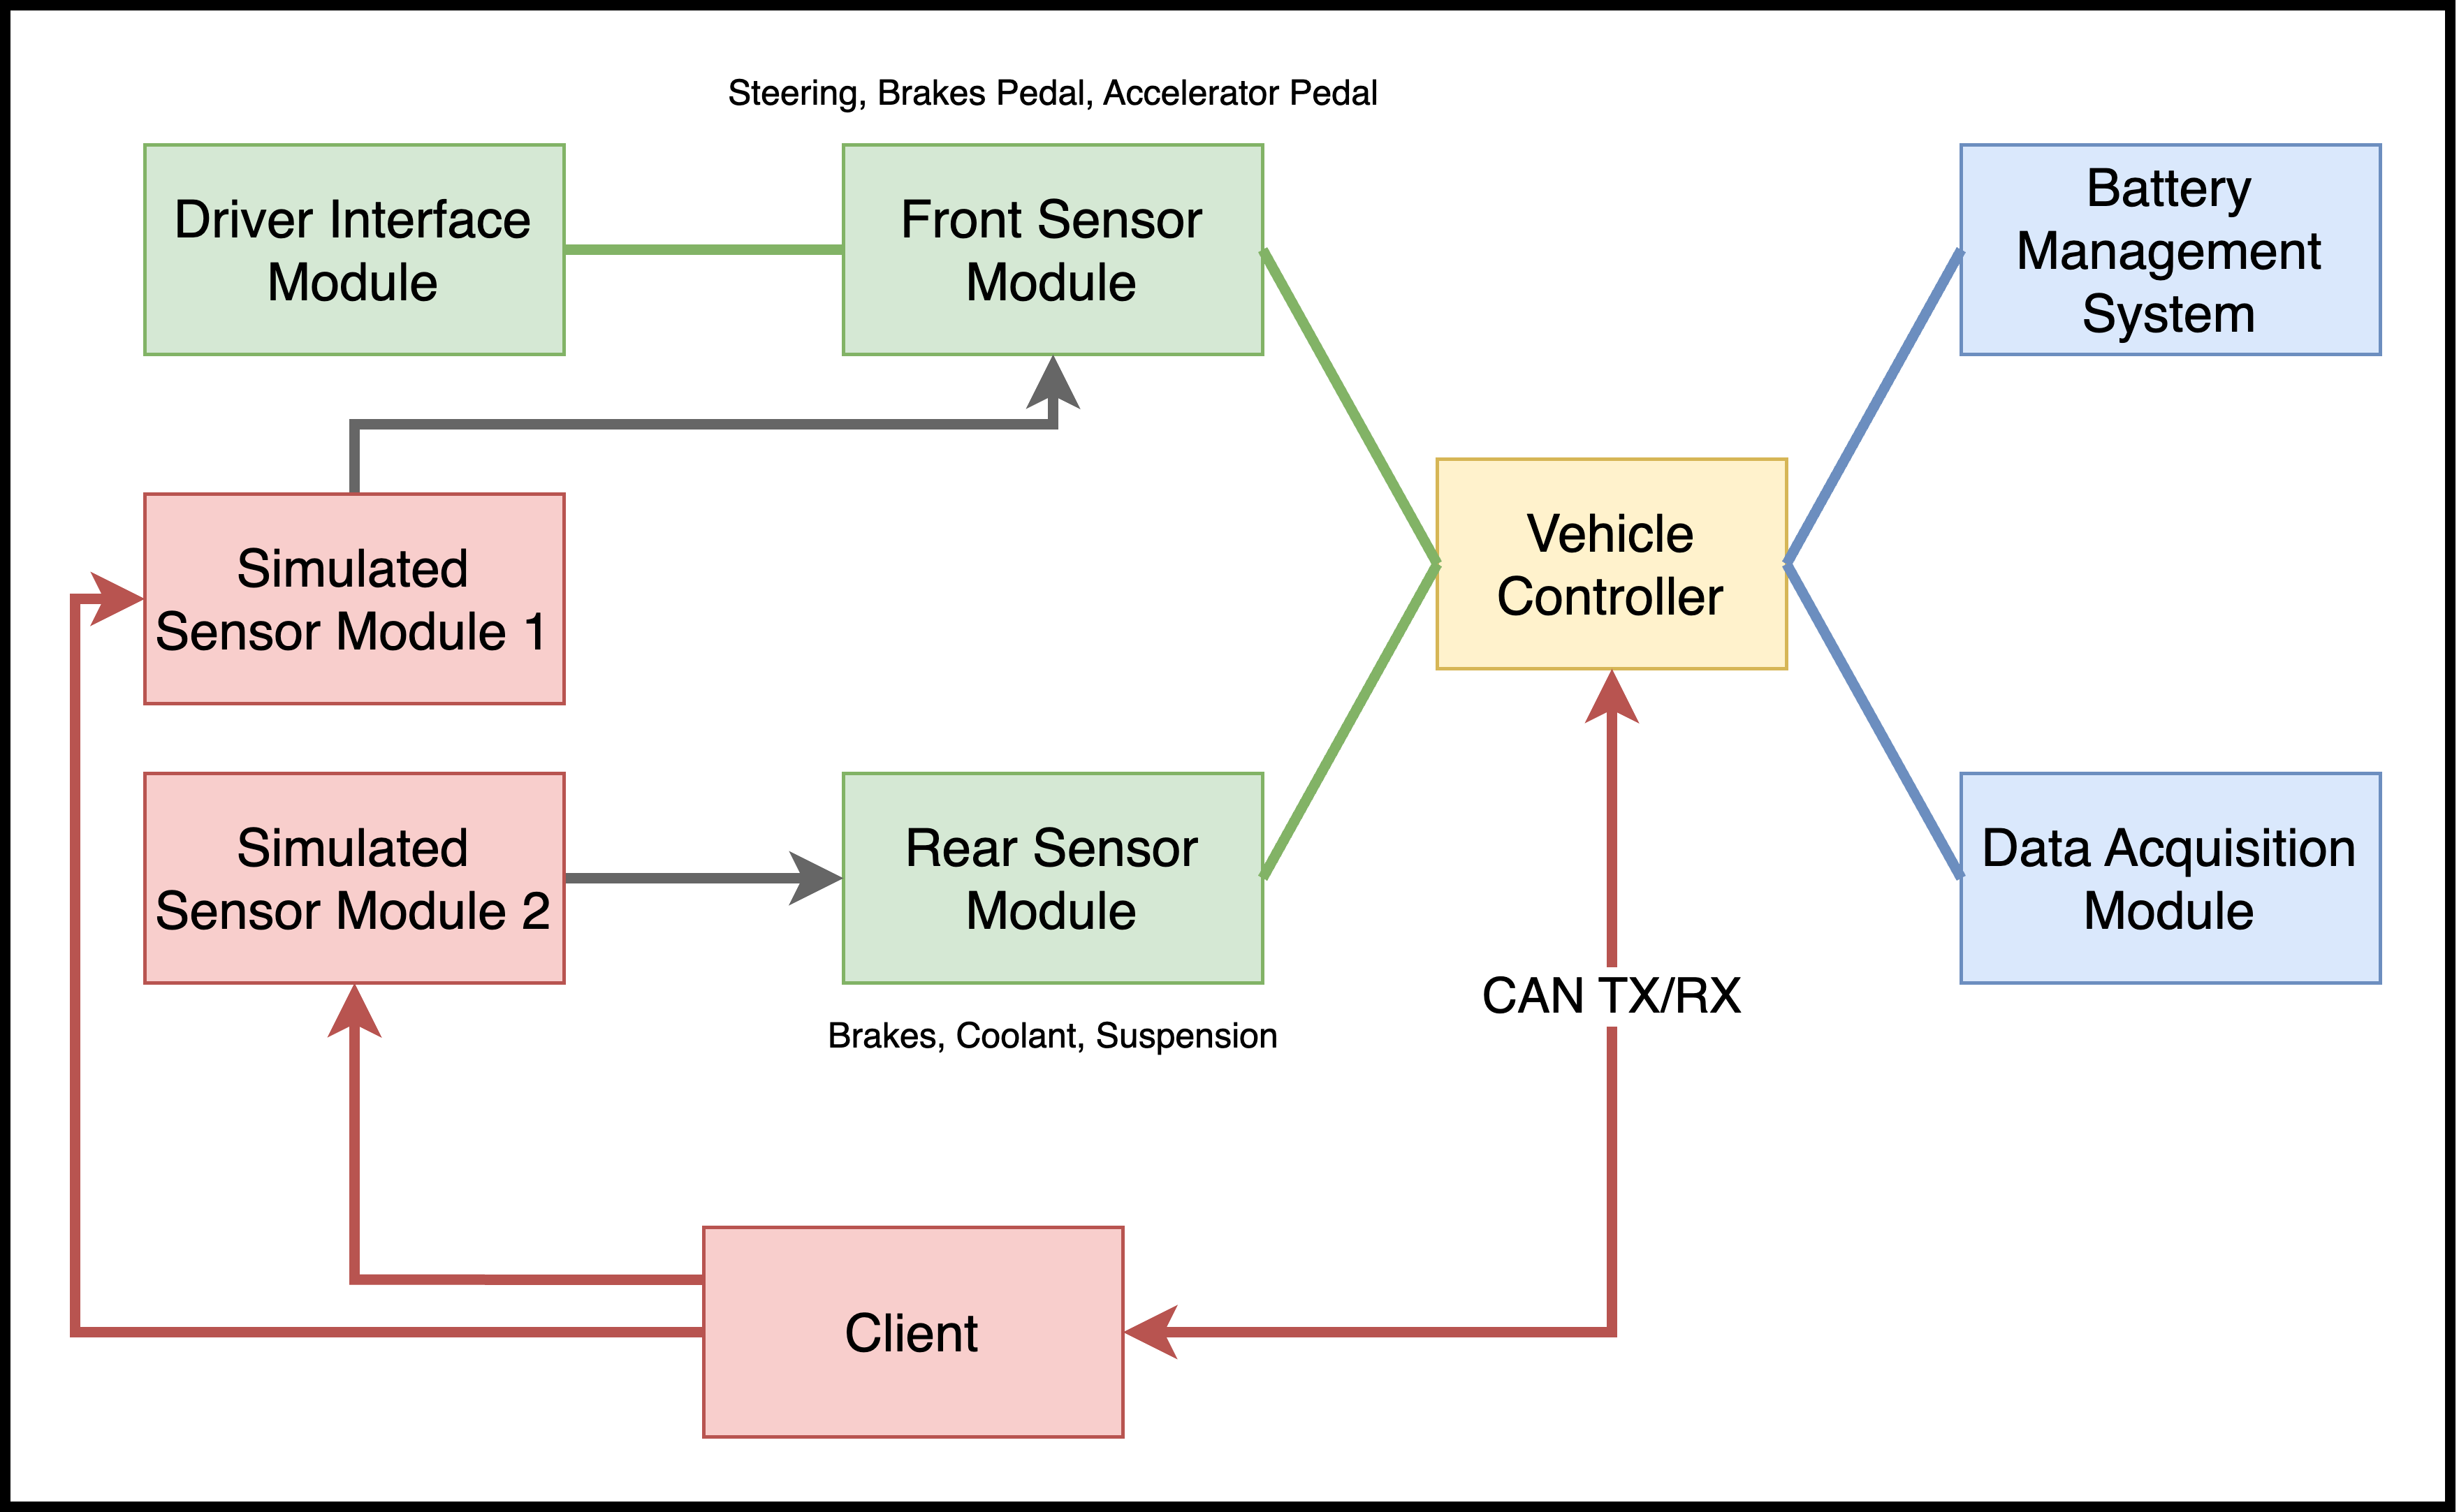 Steering, Brakes Pedal, Accelerator Pedal
Driver Interface
Module
Front Sensor
Module
Battery
Management
System
Simulated
Sensor Module 1
Vehicle
Controller
Simulated
Sensor Module 2
Rear Sensor
Module
Data Acquisition
Module
CAN TX/RX
Brakes, Coolant, Suspension
Client